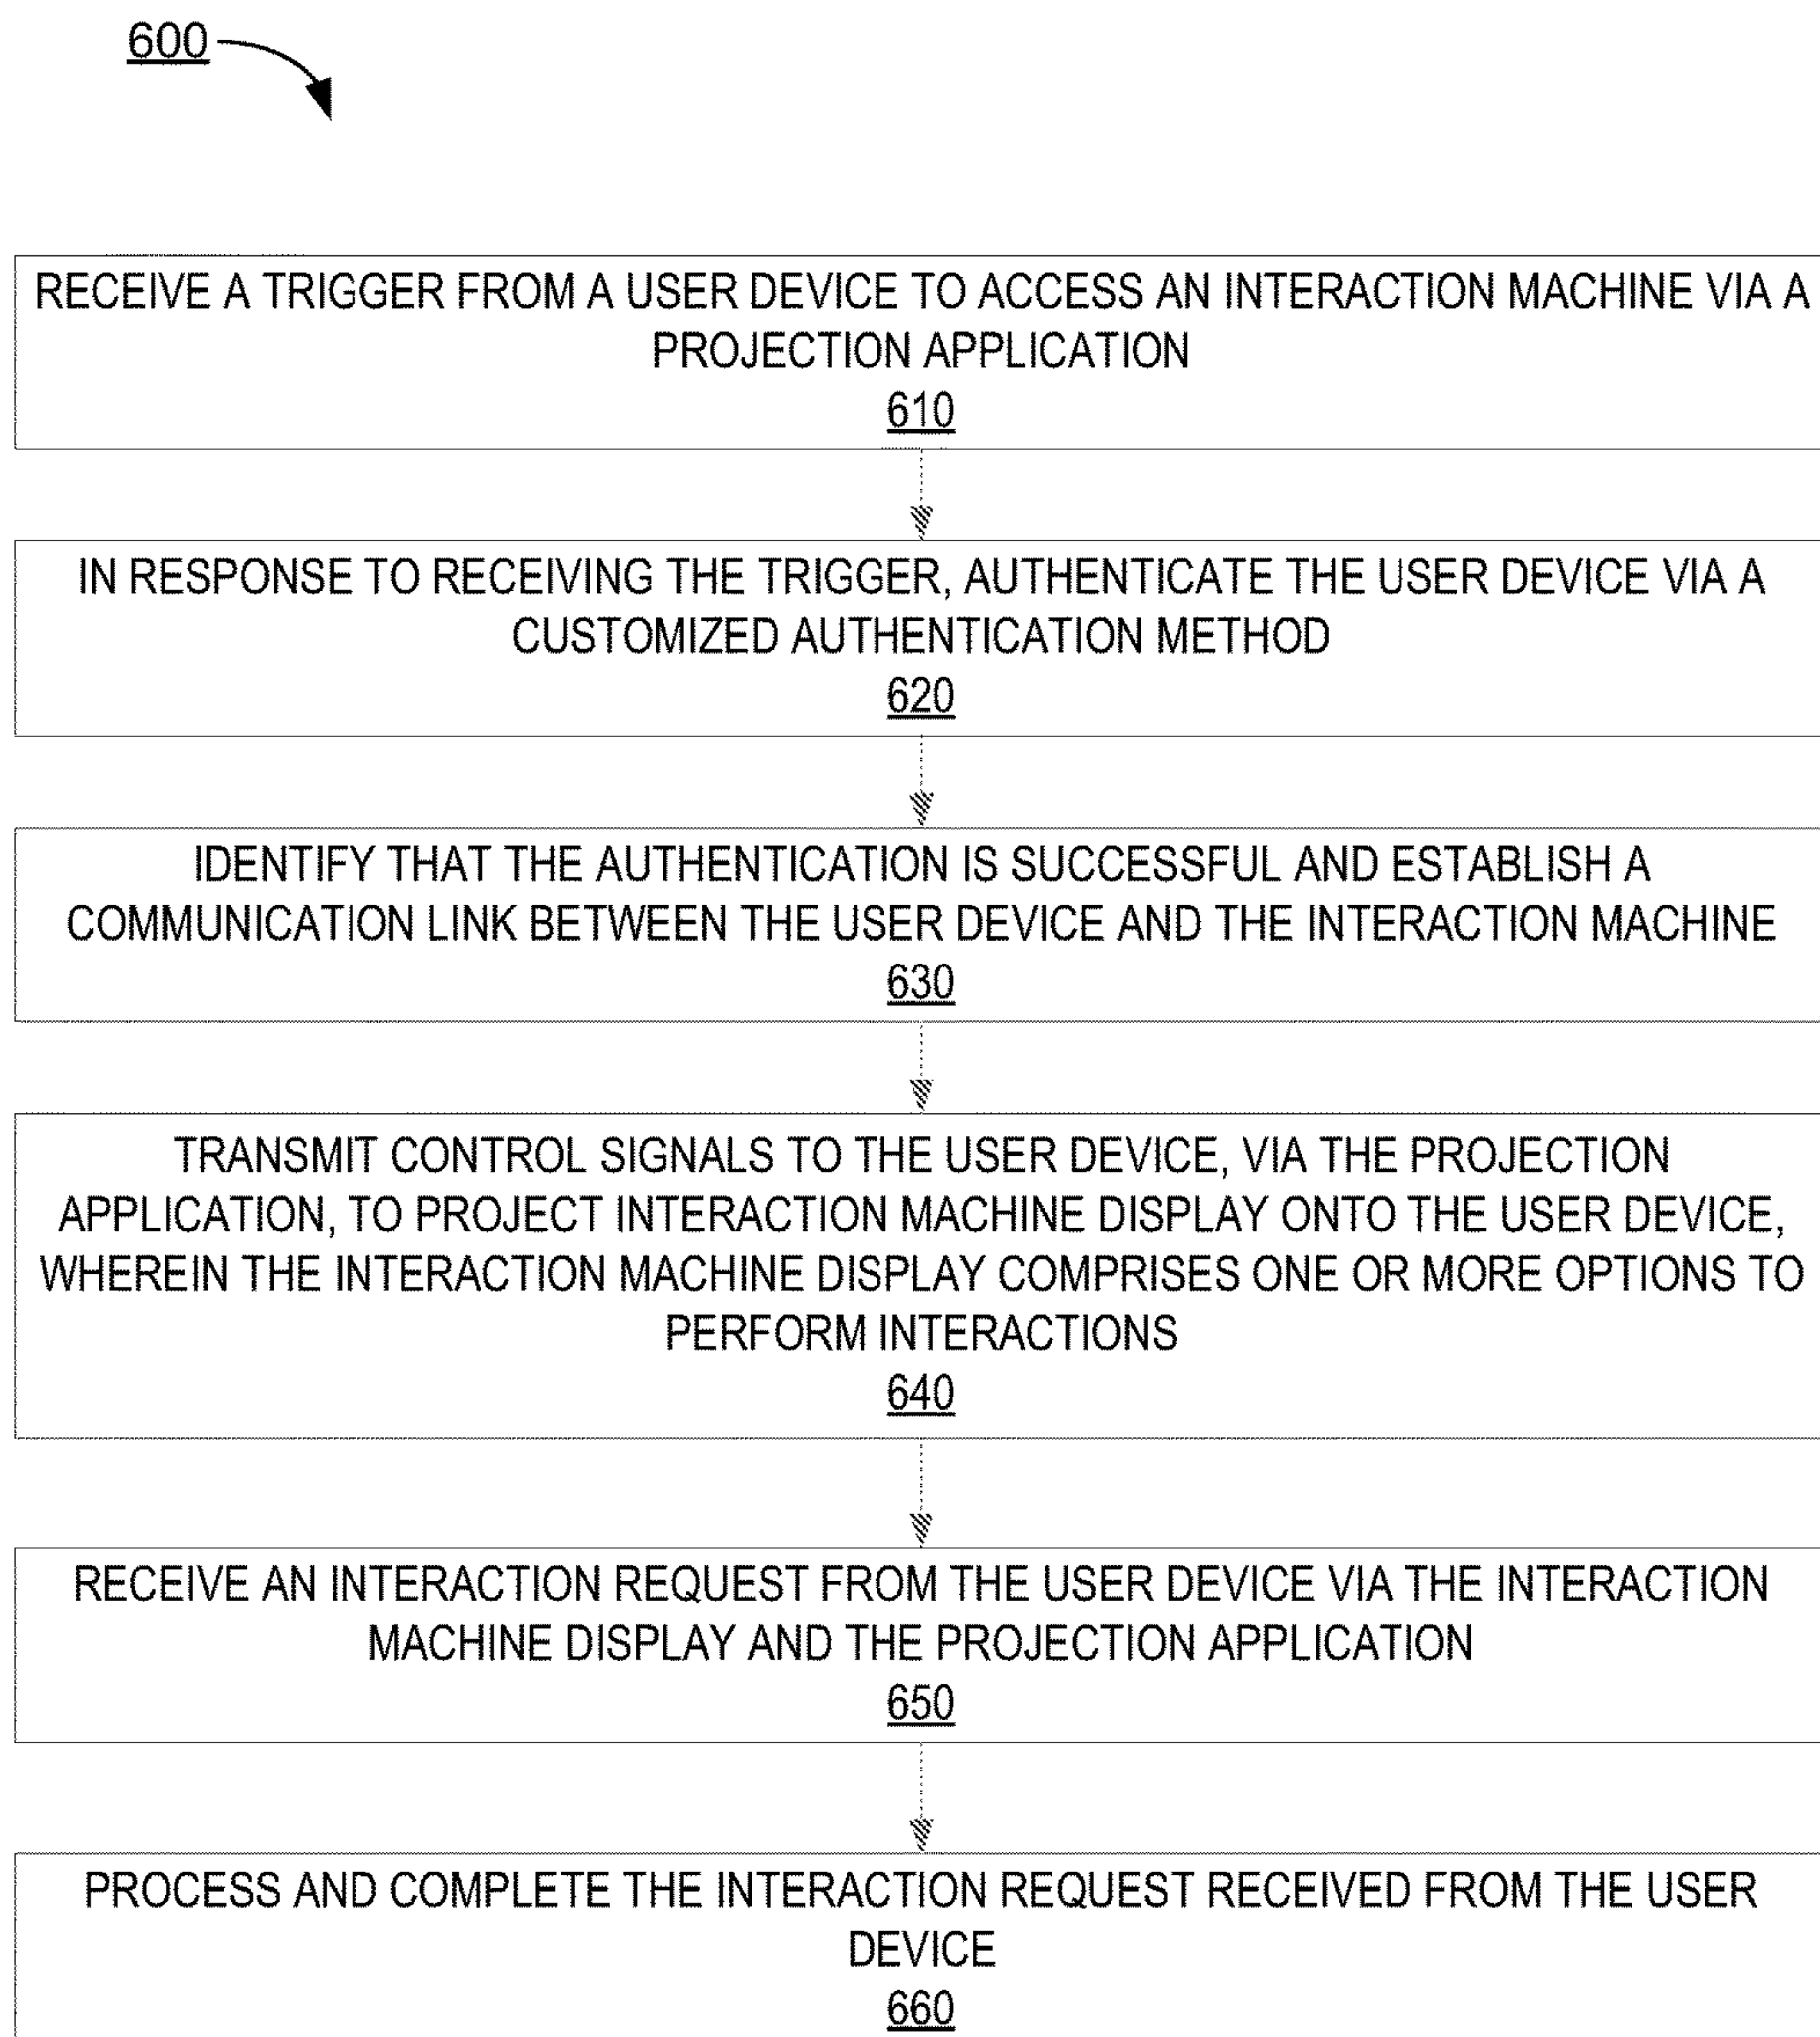 600
RECEIVE A TRIGGER FROM A USER DEVICE TO ACCESS AN INTERACTION MACHINE VIA A
PROJECTION APPLICATION
610
IN RESPONSE TO RECEIVING THE TRIGGER, AUTHENTICATE THE USER DEVICE VIA A
CUSTOMIZED AUTHENTICATION METHOD
620
IDENTIFY THAT THE AUTHENTICATION IS SUCCESSFUL AND ESTABLISH A
COMMUNICATION LINK BETWEEN THE USER DEVICE AND THE INTERACTION MACHINE
630
TRANSMIT CONTROL SIGNALS TO THE USER DEVICE, VIA THE PROJECTION
APPLICATION, TO PROJECT INTERACTION MACHINE DISPLAY ONTO THE USER DEVICE,
WHEREIN THE INTERACTION MACHINE DISPLAY COMPRISES ONE OR MORE OPTIONS TO
PERFORM INTERACTIONS
640
RECEIVE AN INTERACTION REQUEST FROM THE USER DEVICE VIA THE INTERACTION
MACHINE DISPLAY AND THE PROJECTION APPLICATION
650
PROCESS AND COMPLETE THE INTERACTION REQUEST RECEIVED FROM THE USER
DEVICE
660